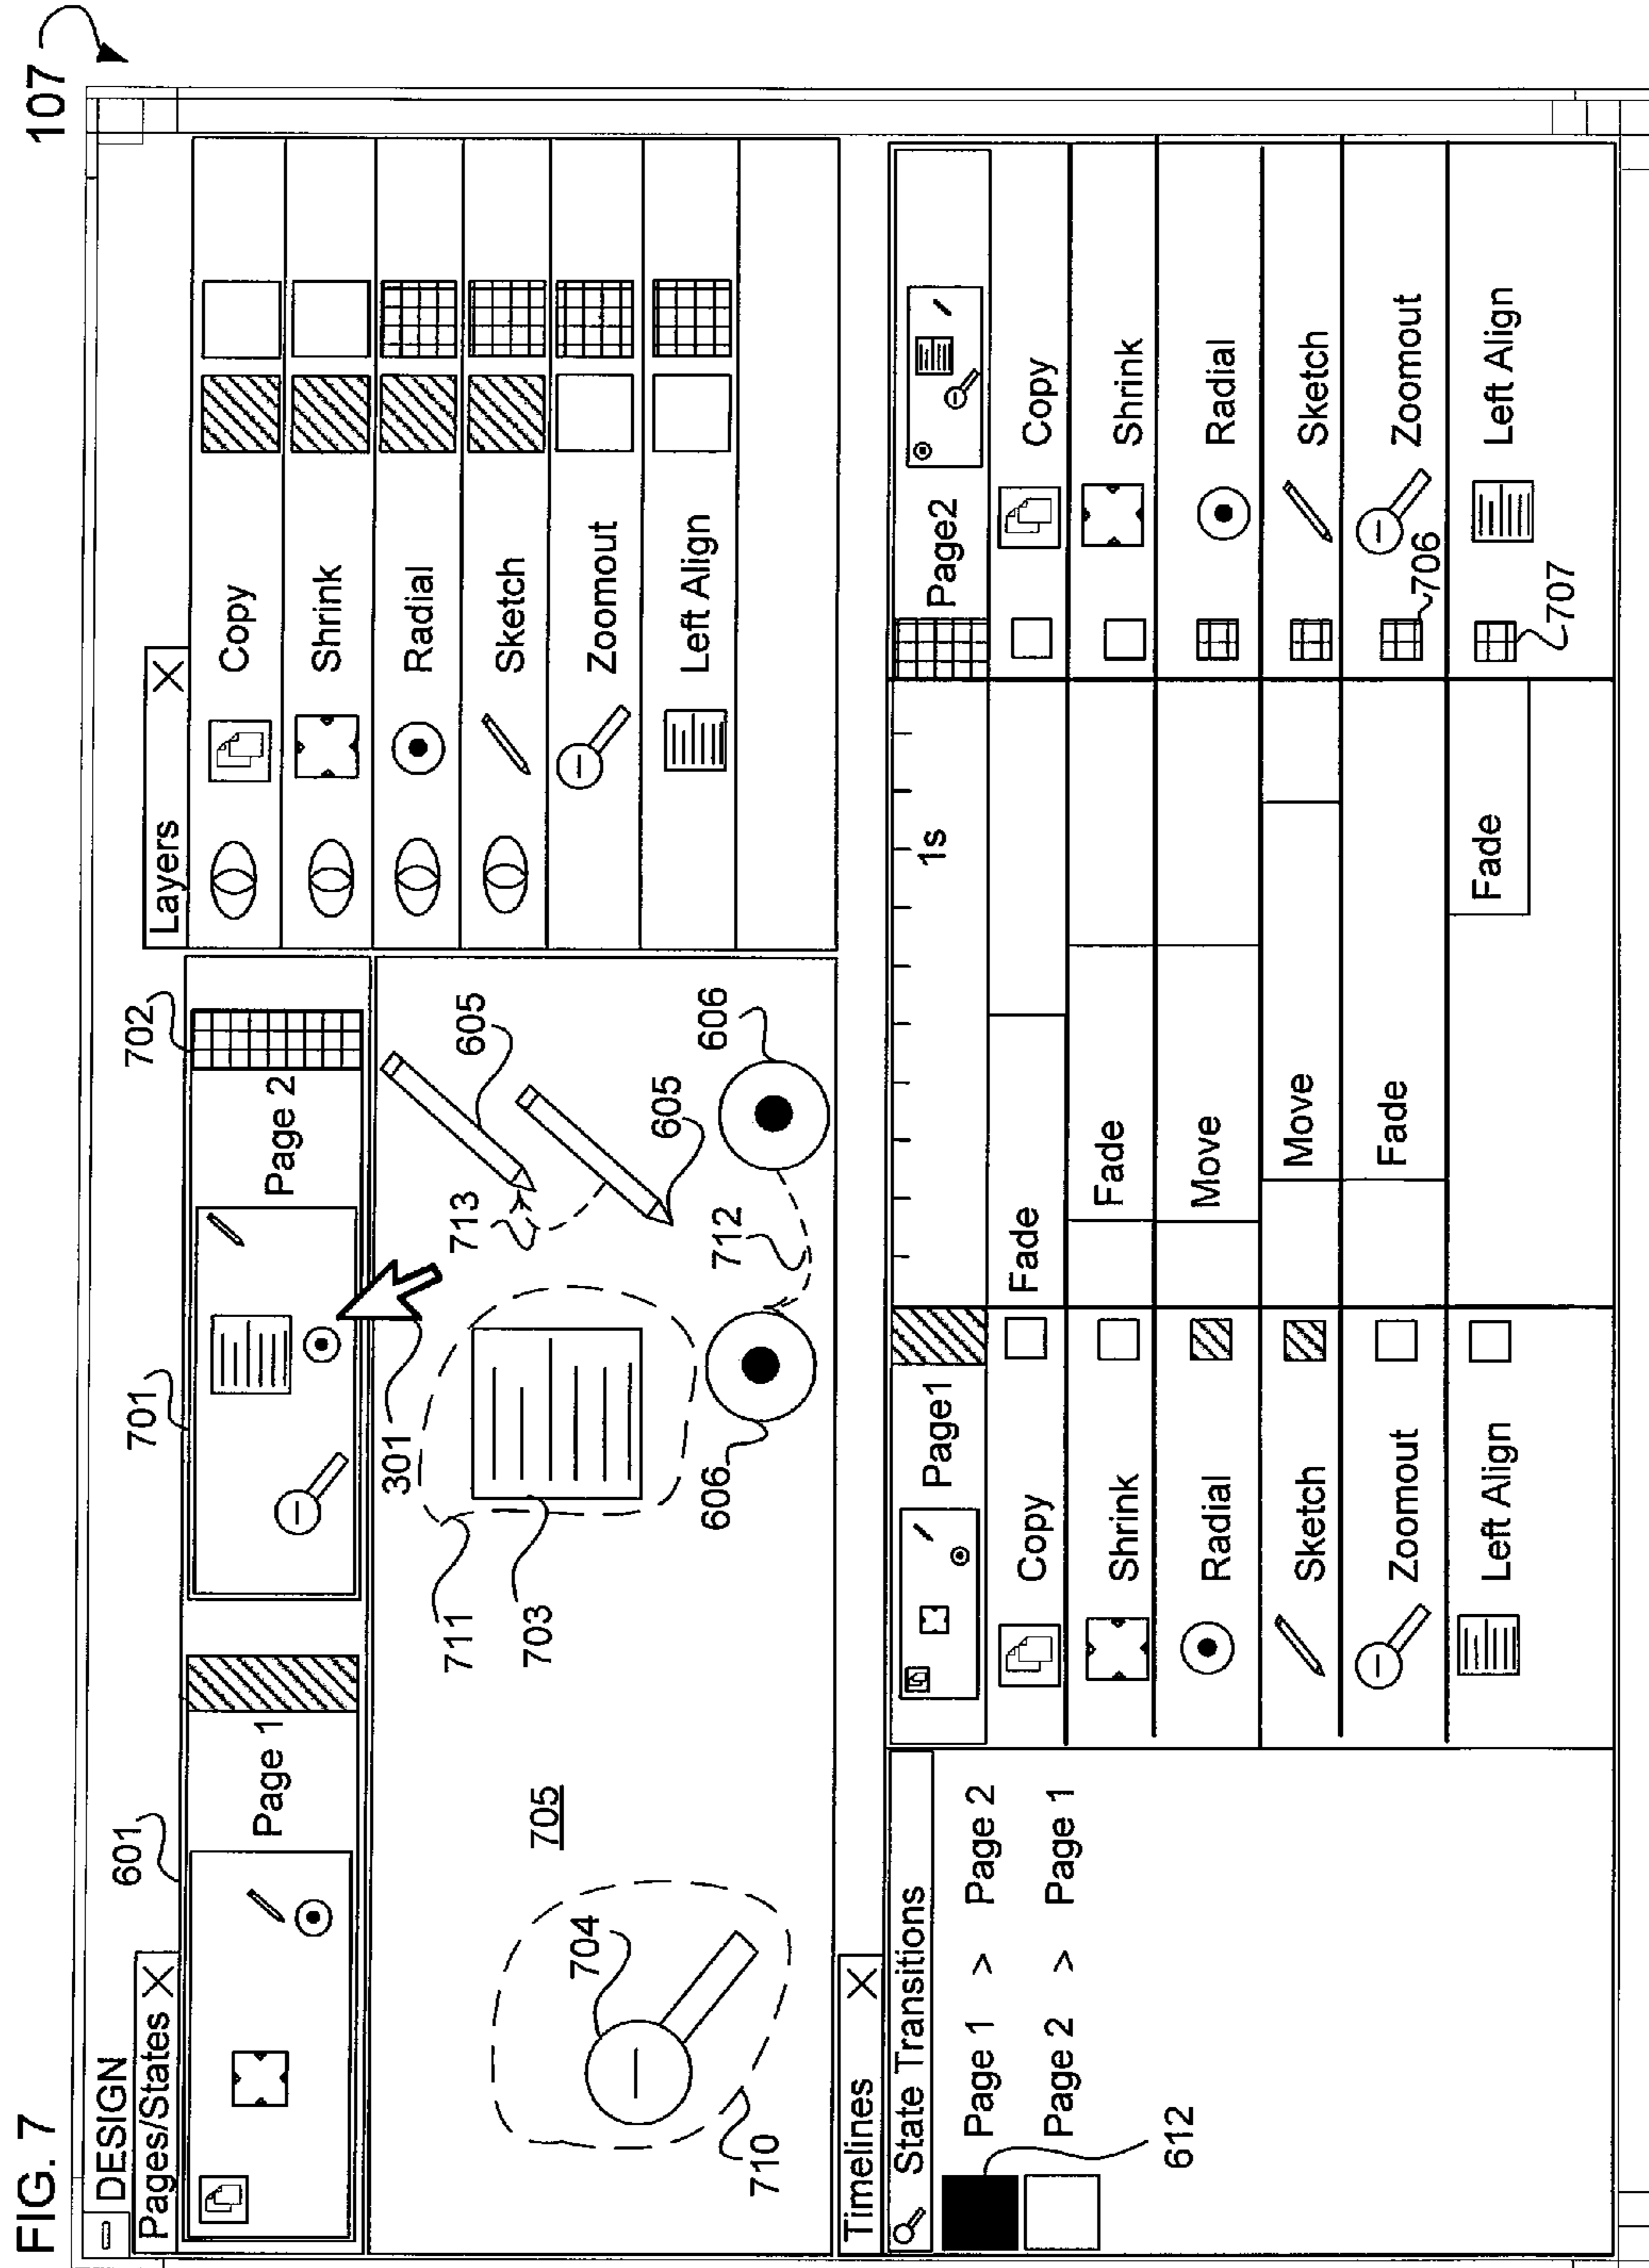 FIG. 7
107
DESIGN
Pages/States X
601
Page 1
701
Page 2
702
Layers X
Copy
Shrink
Radial
Sketch
Zoomout
Left Align
301
605
605
713
606
606
712
711
703
704
705
710
Timelines X
State Transitions
Page 1 > Page 2
Page 2 > Page 1
612
Page1
1s
Page2
Copy
Fade
Copy
Shrink
Fade
Shrink
Radial
Move
Radial
Sketch
Move
Sketch
Zoomout
Fade
Zoomout
706
Left Align
Fade
Left Align
707